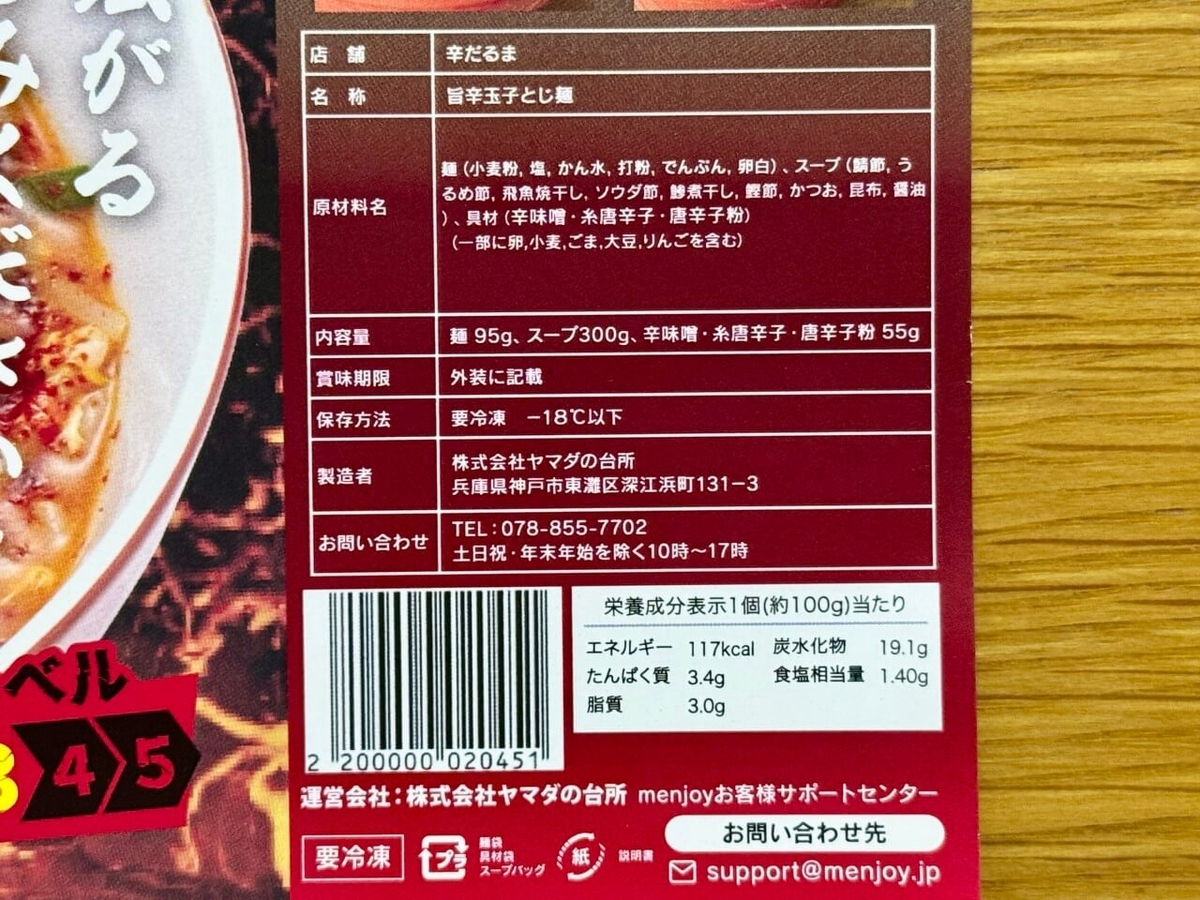 がる
店 舗 辛だるま
名 称 旨辛玉子とじ麺
原材料名
麺（小麦粉, 塩, かん水, 打粉, でんぷん, 卵白）、スープ（鯖節, う
るめ節, 飛魚焼干し, ソウダ節, 鯵煮干し, 鰹節, かつお, 昆布, 醤油
）、具材（辛味噌・糸唐辛子・唐辛子粉）
（一部に卵,小麦,ごま,大豆,りんごを含む）
内容量 麺 95g、スープ300g、辛味噌・糸唐辛子・唐辛子粉 55g
賞味期限 外装に記載
保存方法 要冷凍 −18℃以下
製造者 株式会社ヤマダの台所
兵庫県神戸市東灘区深江浜町131−3
お問い合わせ TEL：078-855-7702
土日祝・年末年始を除く10時〜17時
栄養成分表示1個(約100g)当たり
エネルギー 117kcal 炭水化物 19.1g
たんぱく質 3.4g 食塩相当量 1.40g
脂質 3.0g
2 200000 020451
運営会社：株式会社ヤマダの台所 menjoyお客様サポートセンター
お問い合わせ先
support@menjoy.jp
要冷凍
プラ
麺袋
具材袋
スープバッグ
紙
説明書
ベル
3 4 5